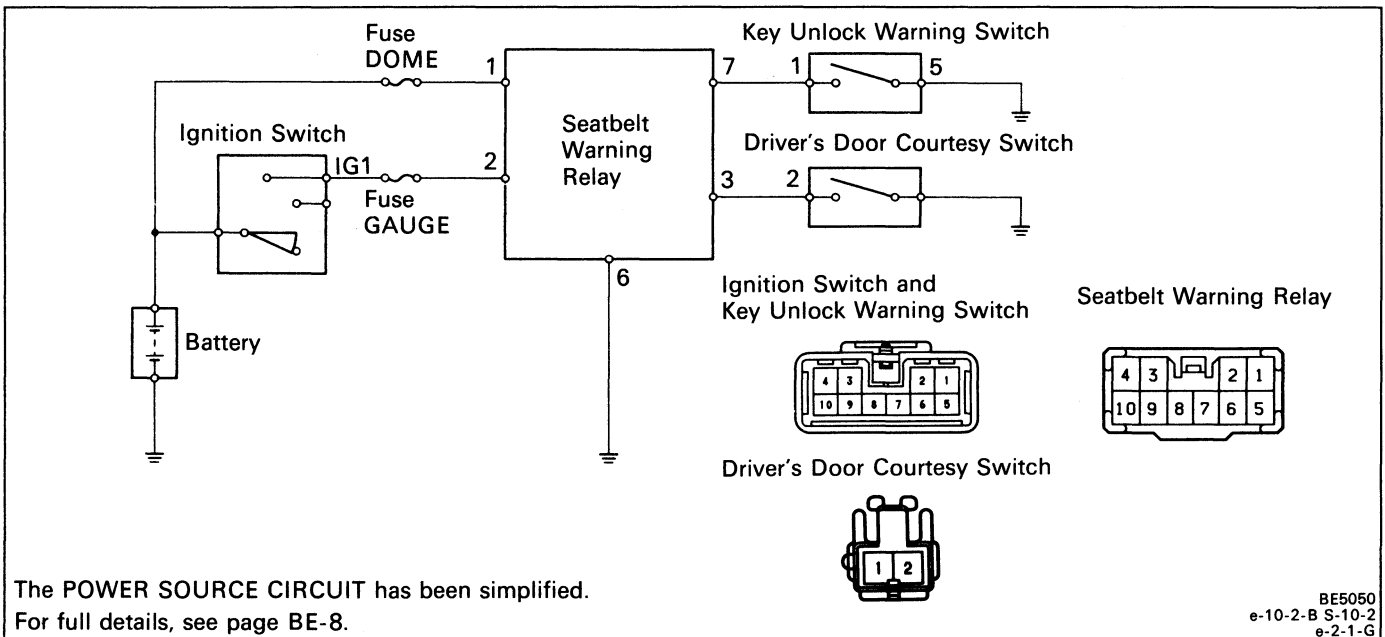 Fuse
DOME
1
7
Key Unlock Warning Switch
1
5
Ignition Switch
IG1
Fuse
GAUGE
2
Seatbelt
Warning
Relay
Driver's Door Courtesy Switch
3
2
6
Battery
Ignition Switch and
Key Unlock Warning Switch
4 3 2 1
10 9 8 7 6 5
Seatbelt Warning Relay
4 3 2 1
10 9 8 7 6 5
Driver's Door Courtesy Switch
1 2
The POWER SOURCE CIRCUIT has been simplified.
For full details, see page BE-8.
BE5050
e-10-2-B S-10-2
e-2-1-G